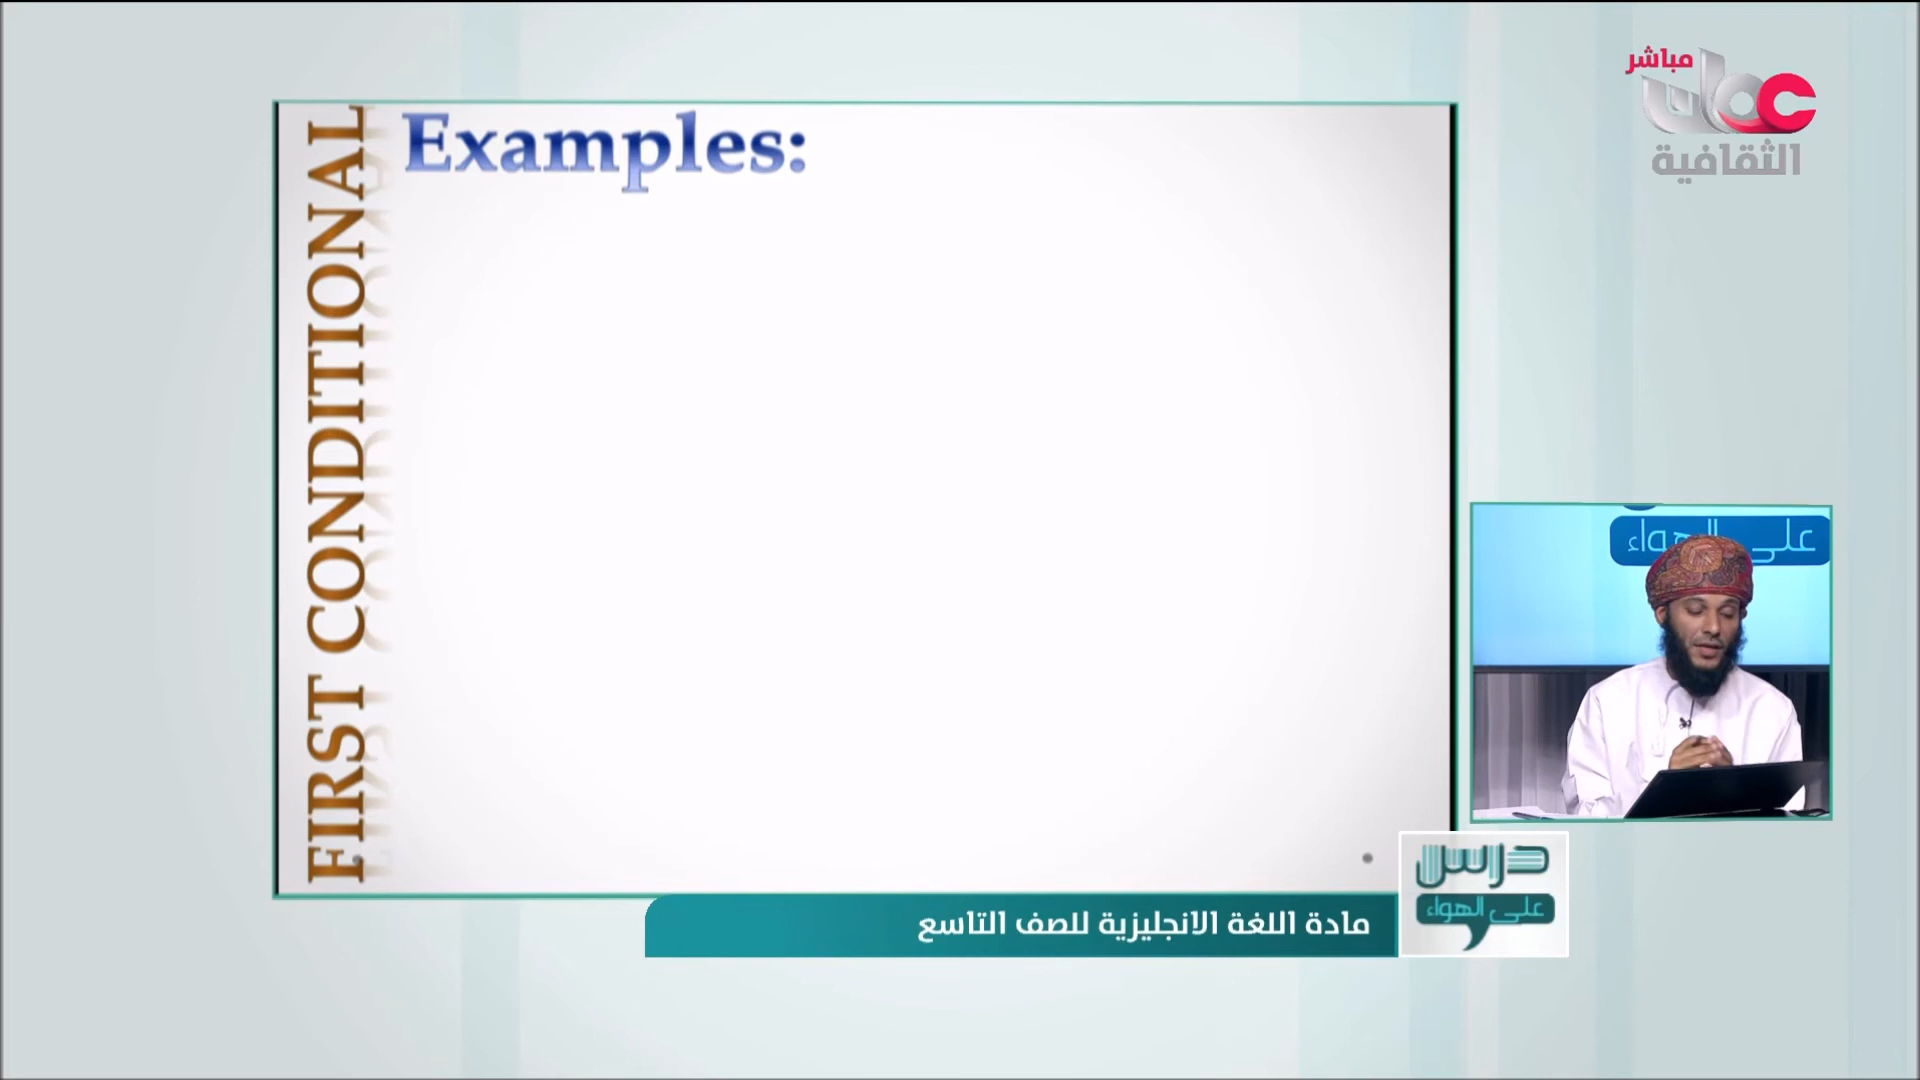 مباشر
عمان
الثقافية
Examples:
FIRST CONDITIONAL
على الهواء
درس
على الهواء
مادة اللغة الانجليزية للصف التاسع